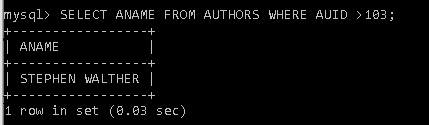 mysql> SELECT ANAME FROM AUTHORS WHERE AUID >103;
+-----------------+
| ANAME           |
+-----------------+
| STEPHEN WALTHER |
+-----------------+
1 row in set (0.03 sec)